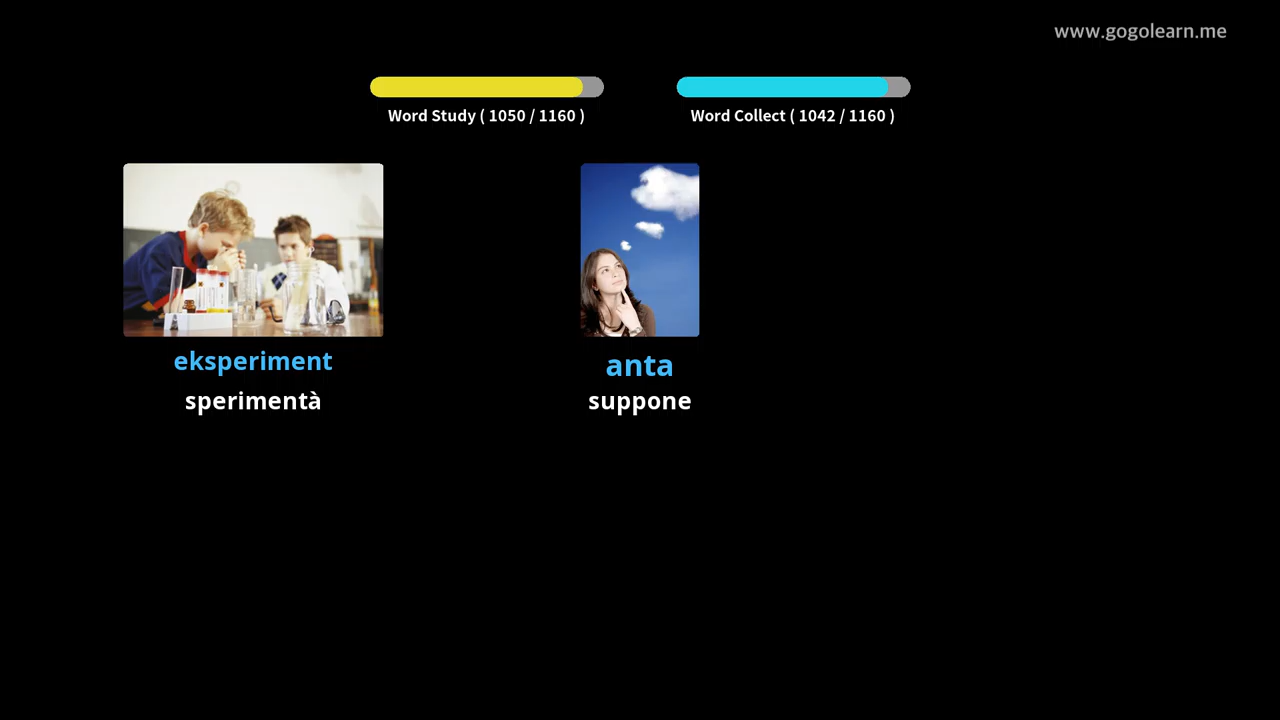 www.gogolearn.me
Word Study ( 1050 / 1160 )
Word Collect ( 1042 / 1160 )
eksperiment
sperimentà
anta
suppone